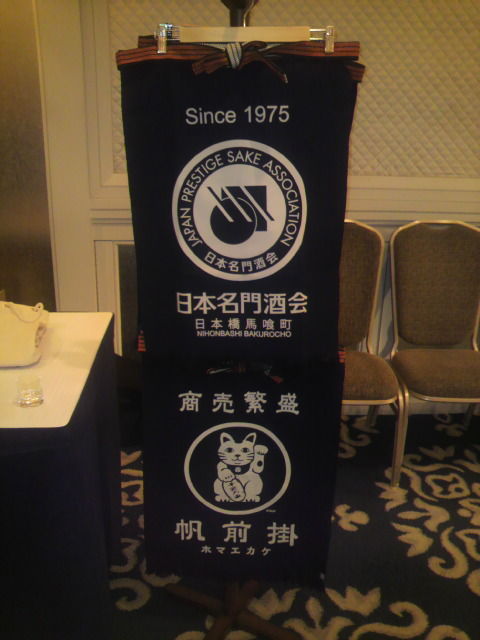 Since 1975
JAPAN PRESTIGE SAKE ASSOCIATION
日本名門酒会
日本名門酒会
日本橋馬喰町
NIHONBASHI BAKUROCHO
商売繁盛
帆前掛
ホマエカケ